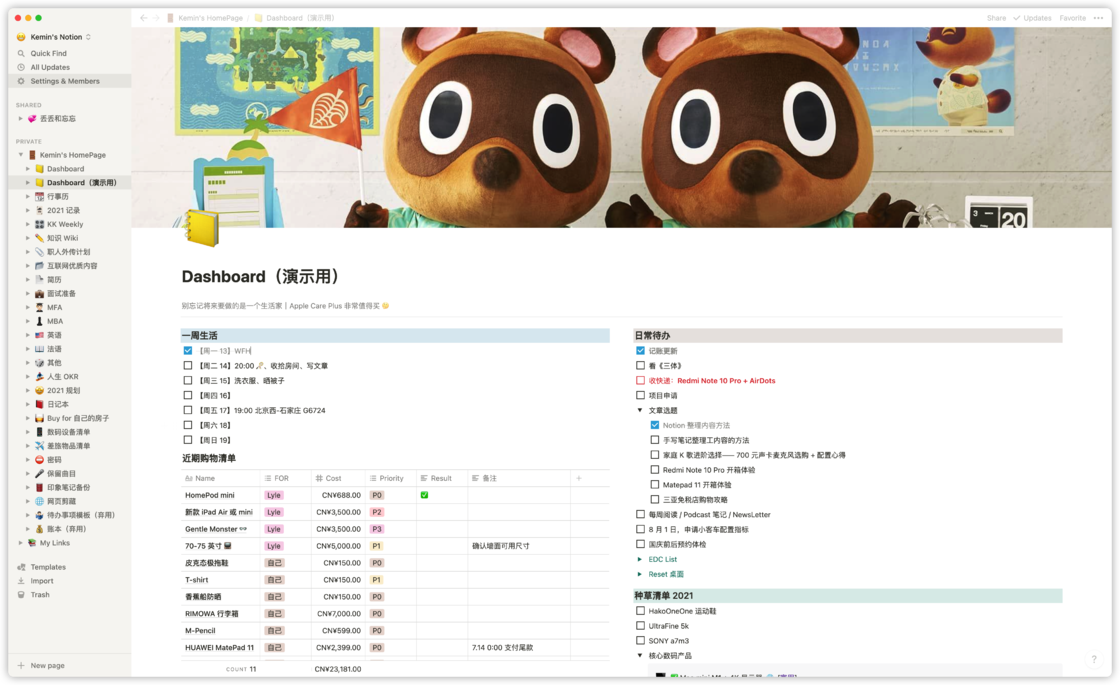 Kemin's Notion
Quick Find
All Updates
Settings & Members
SHARED
丢丢和忘忘
PRIVATE
Kemin's HomePage
Dashboard
Dashboard（演示用）
行事历
2021 记录
KK Weekly
知识 Wiki
职人外传计划
互联网优质内容
简历
面试准备
MFA
MBA
英语
法语
其他
人生 OKR
2021 规划
日记本
Buy for 自己的房子
数码设备清单
差旅物品清单
密码
保留曲目
印象笔记备份
网页剪藏
待办事项模板（弃用）
账本（弃用）
My Links
Templates
Import
Trash
New page
Kemin's HomePage / Dashboard（演示用）
Share Updates Favorite
3 20
Dashboard（演示用）
别忘记将来要做的是一个生活家 | Apple Care Plus 非常值得买
一周生活
【周一 13】WFH
【周二 14】20:00 、收拾房间、写文章
【周三 15】洗衣服、晒被子
【周四 16】
【周五 17】19:00 北京西-石家庄 G6724
【周六 18】
【周日 19】
近期购物清单
Name FOR Cost Priority Result 备注
HomePod mini Lyle CN¥688.00 P0
新款 iPad Air 或 mini Lyle CN¥3,500.00 P2
Gentle Monster Lyle CN¥3,500.00 P3
70-75 英寸 Lyle CN¥5,000.00 P1 确认墙面可用尺寸
皮克态极拖鞋 自己 CN¥150.00 P0
T-shirt 自己 CN¥150.00 P1
香蕉船防晒 自己 CN¥100.00 P0
RIMOWA 行李箱 自己 CN¥7,000.00 P0
M-Pencil 自己 CN¥599.00 P0
HUAWEI MatePad 11 自己 CN¥2,399.00 P0 7.14 0:00 支付尾款
COUNT 11 CN¥23,181.00
日常待办
记账更新
看《三体》
收快递：Redmi Note 10 Pro + AirDots
项目申请
文章选题
Notion 整理内容方法
手写笔记整理工内容的方法
家庭 K 歌进阶选择—— 700 元声卡麦克风选购 + 配置心得
Redmi Note 10 Pro 开箱体验
Matepad 11 开箱体验
三亚免税店购物攻略
每周阅读 / Podcast 笔记 / NewsLetter
8 月 1 日，申请小客车配置指标
国庆前后预约体检
EDC List
Reset 桌面
种草清单 2021
HakoOneOne 运动鞋
UltraFine 5k
SONY a7m3
核心数码产品
?